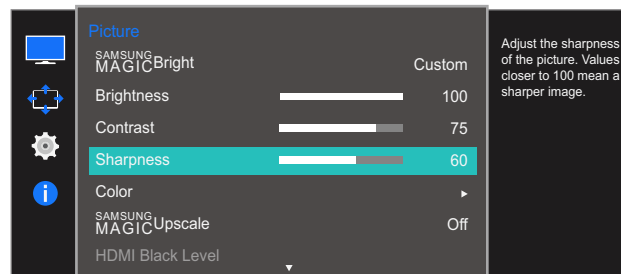 Picture
SAMSUNG
MAGICBright Custom
Brightness 100
Contrast 75
Sharpness 60
Color
SAMSUNG
MAGICUpscale Off
HDMI Black Level
Adjust the sharpness
of the picture. Values
closer to 100 mean a
sharper image.